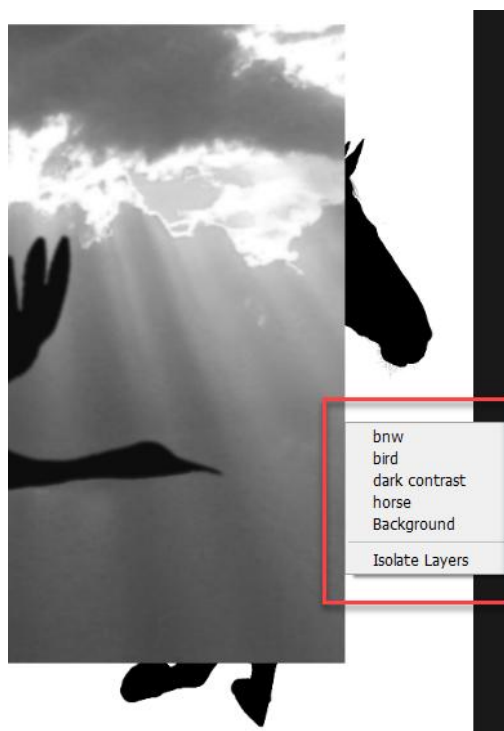 bnw
bird
dark contrast
horse
Background
Isolate Layers